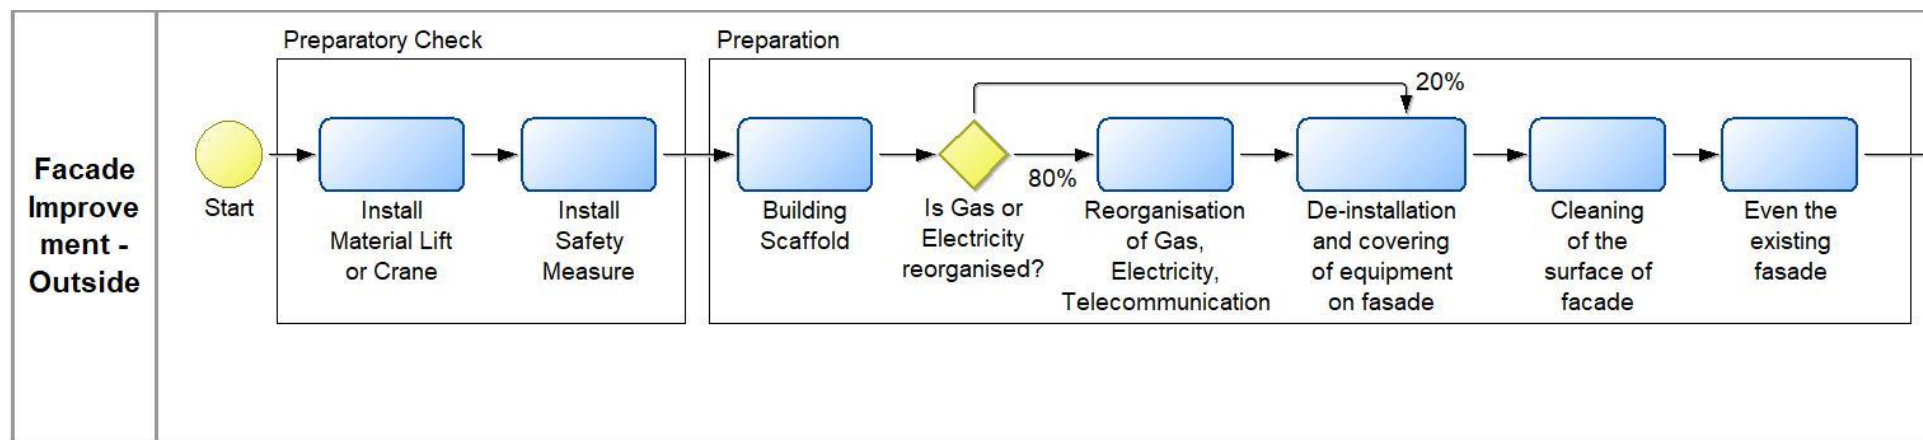 Facade
Improve
ment -
Outside
Preparatory Check
Start
Install
Material Lift
or Crane
Install
Safety
Measure
Preparation
Building
Scaffold
Is Gas or
Electricity
reorganised?
20%
80%
Reorganisation
of Gas,
Electricity,
Telecommunication
De-installation
and covering
of equipment
on fasade
Cleaning
of the
surface of
facade
Even the
existing
fasade